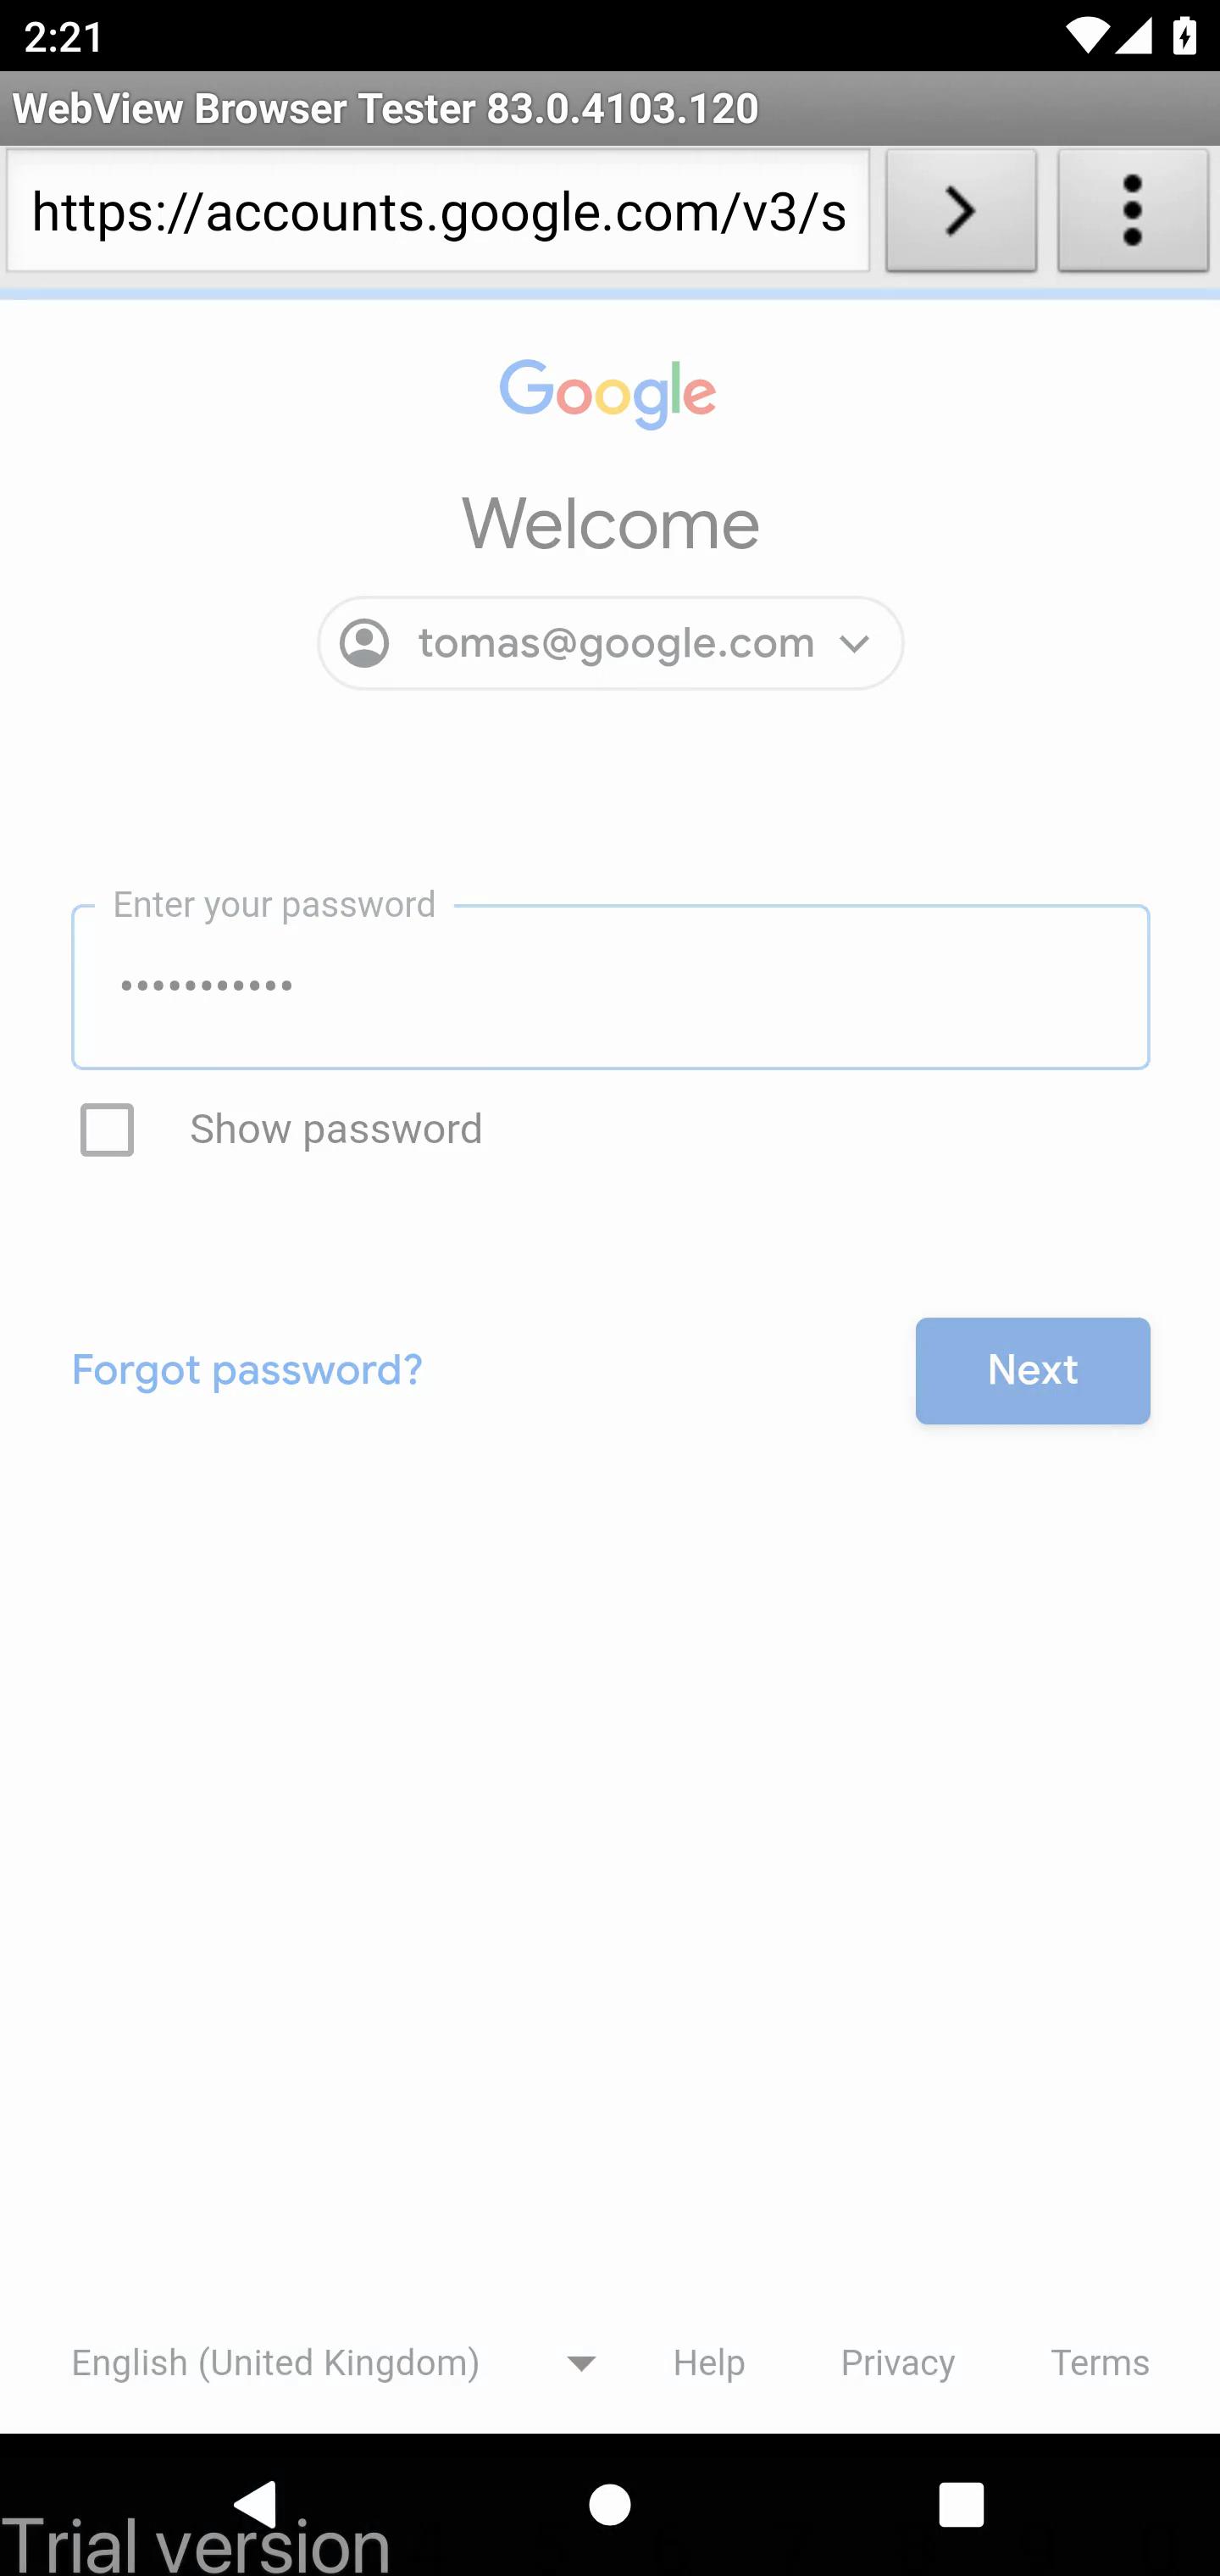 2:21
WebView Browser Tester 83.0.4103.120
https://accounts.google.com/v3/s
Google
Welcome
tomas@google.com
Enter your password
•••••••••••
Show password
Forgot password?
Next
English (United Kingdom)
Help
Privacy
Terms
Trial version